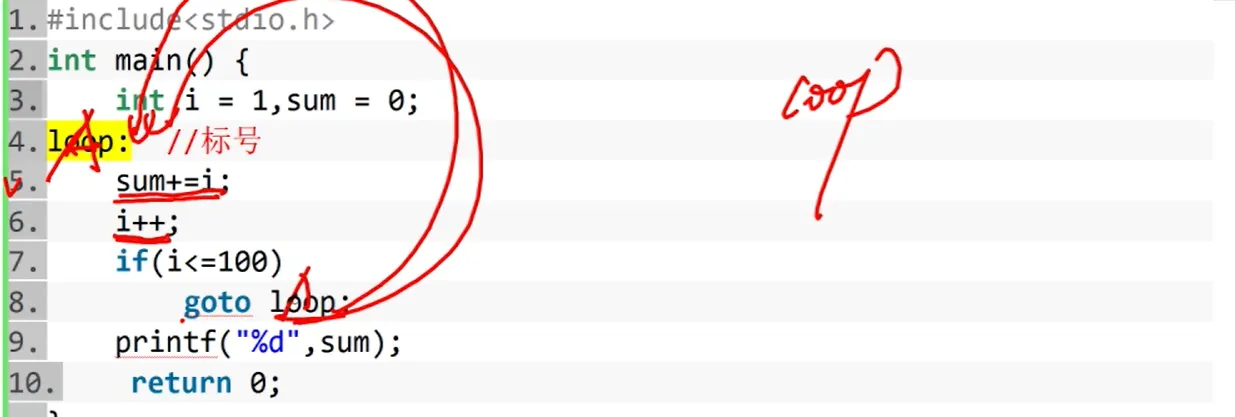 1. #include<stdio.h>
2. int main() {
3. int i = 1,sum = 0;
4. loop: //标号
5. sum+=i;
6. i++;
7. if(i<=100)
8. goto loop;
9. printf("%d",sum);
10. return 0;
}
loop
A
A